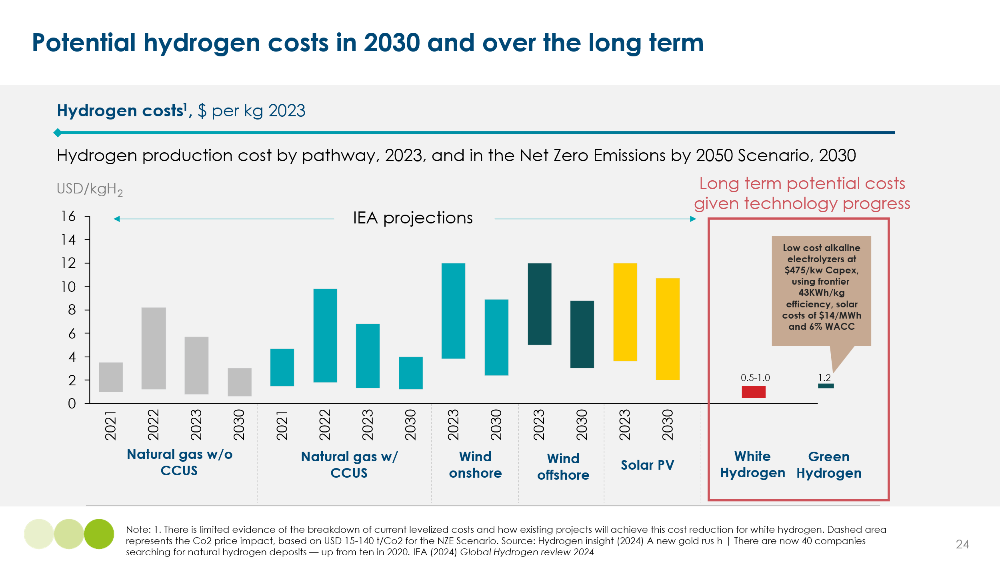 Potential hydrogen costs in 2030 and over the long term
Hydrogen costs¹, $ per kg 2023
Hydrogen production cost by pathway, 2023, and in the Net Zero Emissions by 2050 Scenario, 2030
USD/kgH₂
Long term potential costs
given technology progress
IEA projections
16
14
12
10
8
6
4
2
0
Low cost alkaline
electrolyzers at
$475/kw Capex,
using frontier
43KWh/kg
efficiency, solar
costs of $14/MWh
and 6% WACC
0.5-1.0
1.2
2021
2022
2023
2030
2021
2022
2023
2030
2023
2030
2023
2030
2023
2030
Natural gas w/o
CCUS
Natural gas w/
CCUS
Wind
onshore
Wind
offshore
Solar PV
White
Hydrogen
Green
Hydrogen
Note: 1. There is limited evidence of the breakdown of current levelized costs and how existing projects will achieve this cost reduction for white hydrogen. Dashed area
represents the Co2 price impact, based on USD 15-140 t/Co2 for the NZE Scenario. Source: Hydrogen insight (2024) A new gold rus h | There are now 40 companies
searching for natural hydrogen deposits — up from ten in 2020. IEA (2024) Global Hydrogen review 2024
24